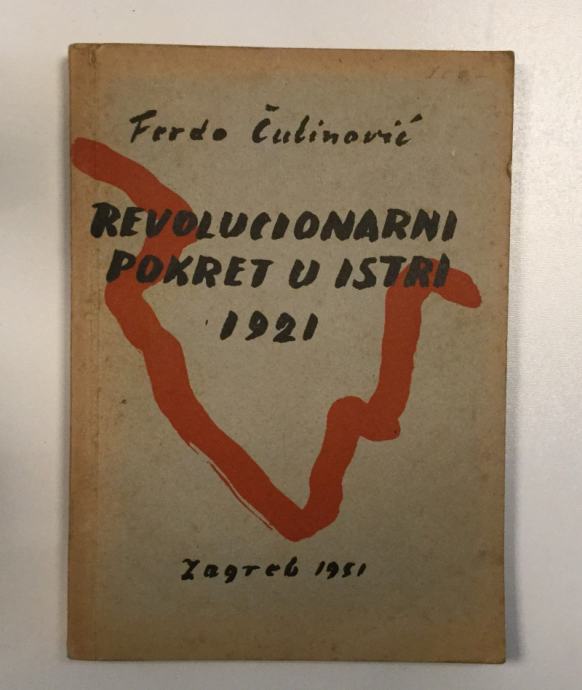 Ferdo Čulinović
REVOLUCIONARNI
POKRET U ISTRI
1921
Zagreb 1951